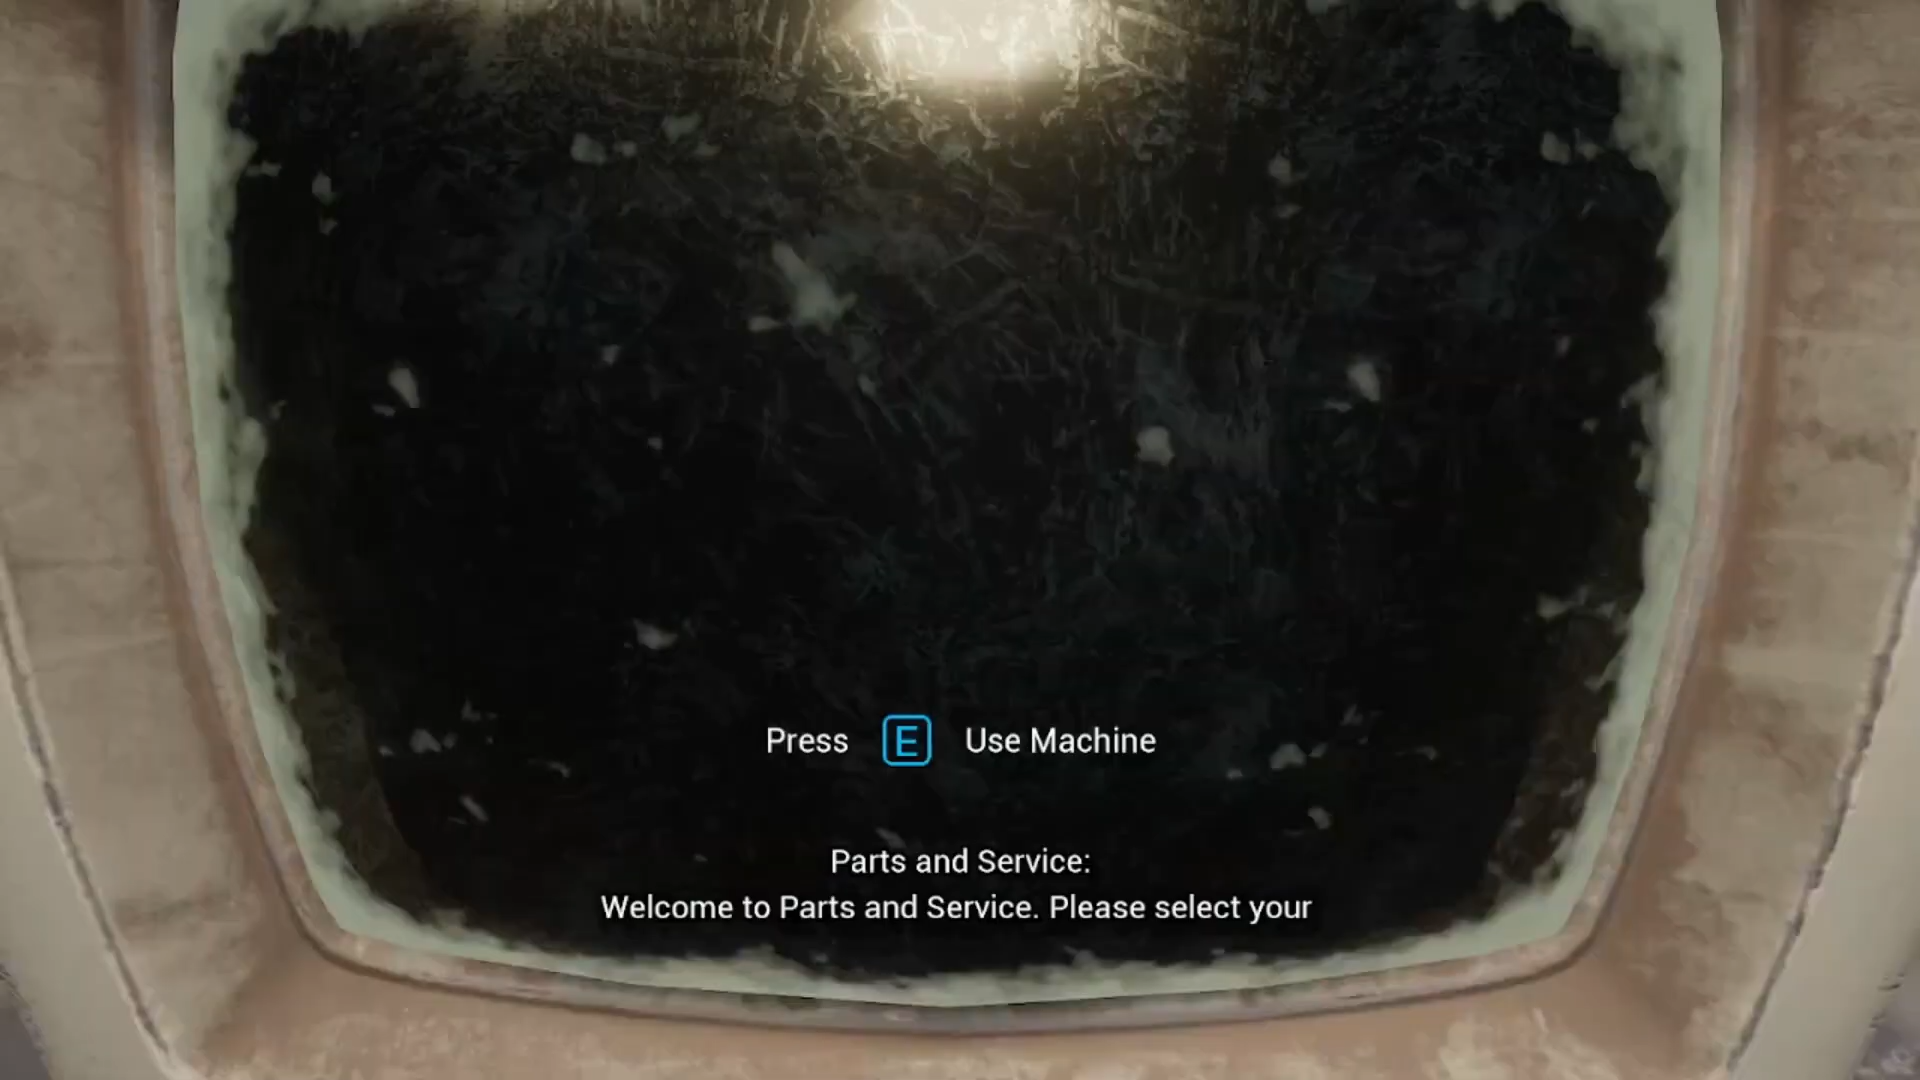 Press E Use Machine
Parts and Service:
Welcome to Parts and Service. Please select your